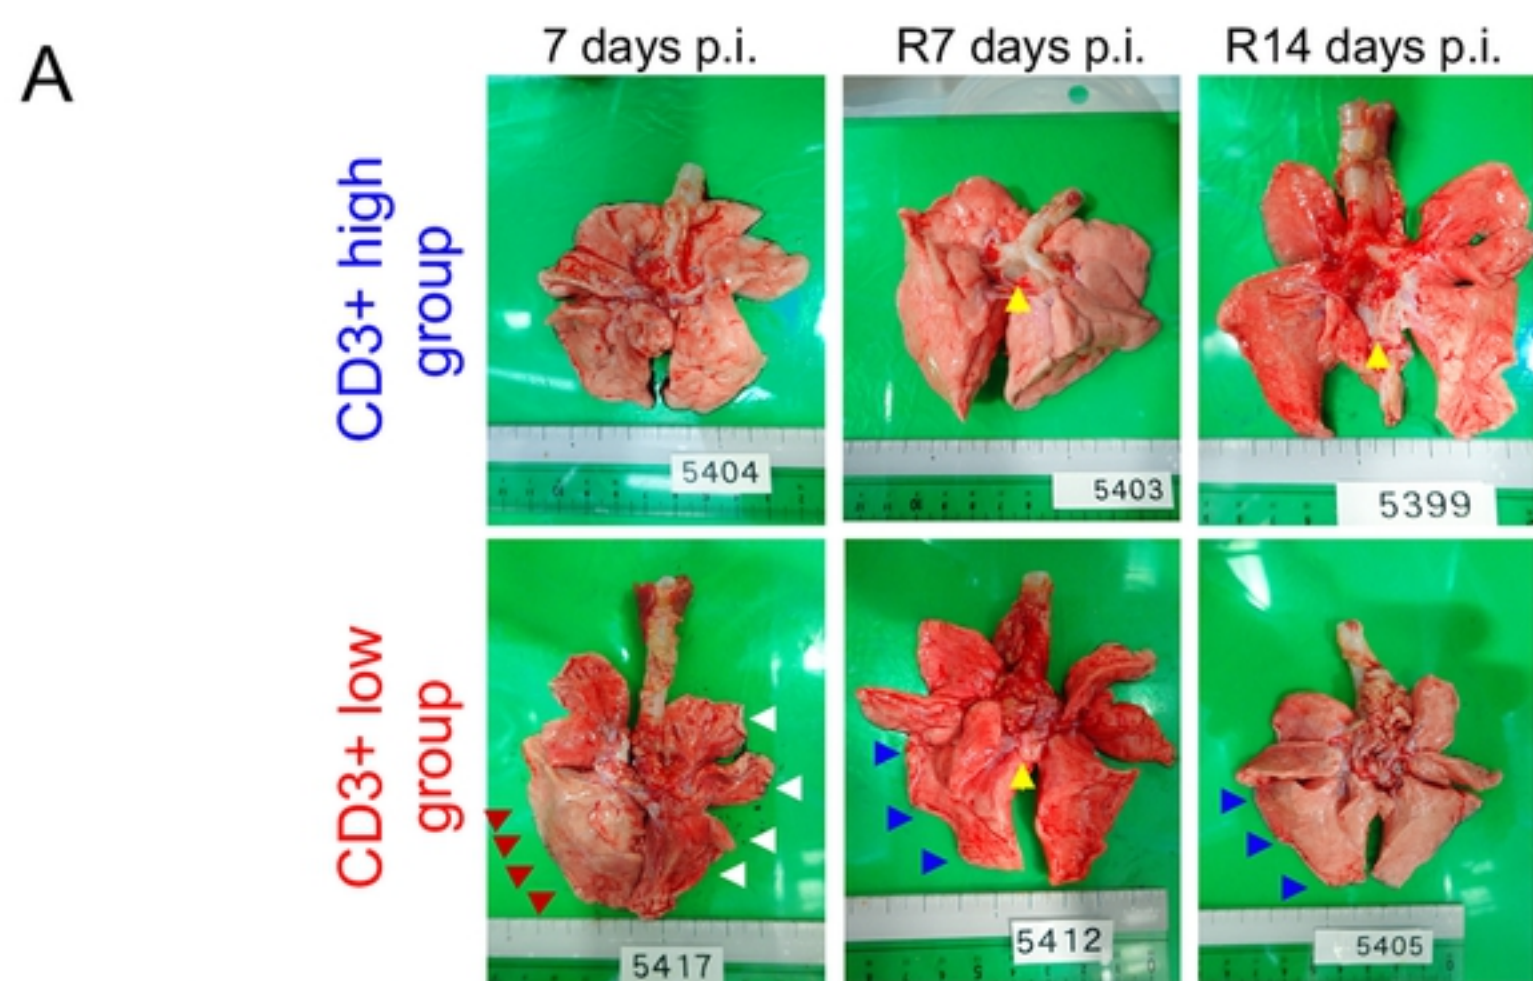 A
7 days p.i.
R7 days p.i.
R14 days p.i.
CD3+ high
group
5404
5403
5399
CD3+ low
group
5417
5412
5405